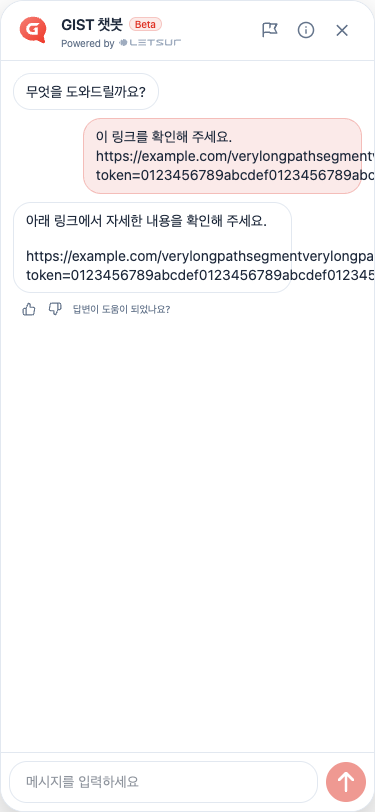 GIST 챗봇 Beta
Powered by LETSUR
무엇을 도와드릴까요?
이 링크를 확인해 주세요.
https://example.com/verylongpathsegmentv
token=0123456789abcdef0123456789abcdef
아래 링크에서 자세한 내용을 확인해 주세요.
https://example.com/verylongpathsegmentverylongpa
token=0123456789abcdef0123456789abcdef012345
답변이 도움이 되었나요?
메시지를 입력하세요